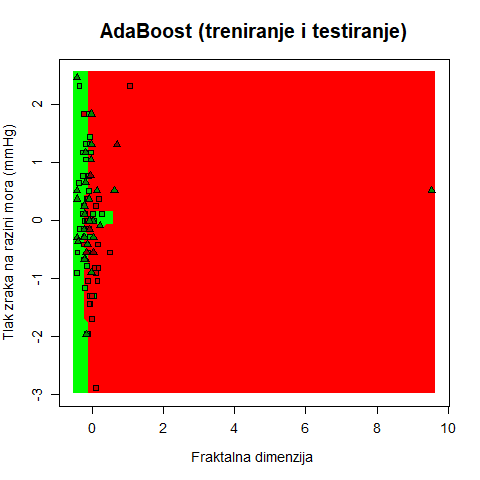 AdaBoost (treniranje i testiranje)
Tlak zraka na razini mora (mmHg)
2
1
0
-1
-2
-3
0 2 4 6 8 10
Fraktalna dimenzija